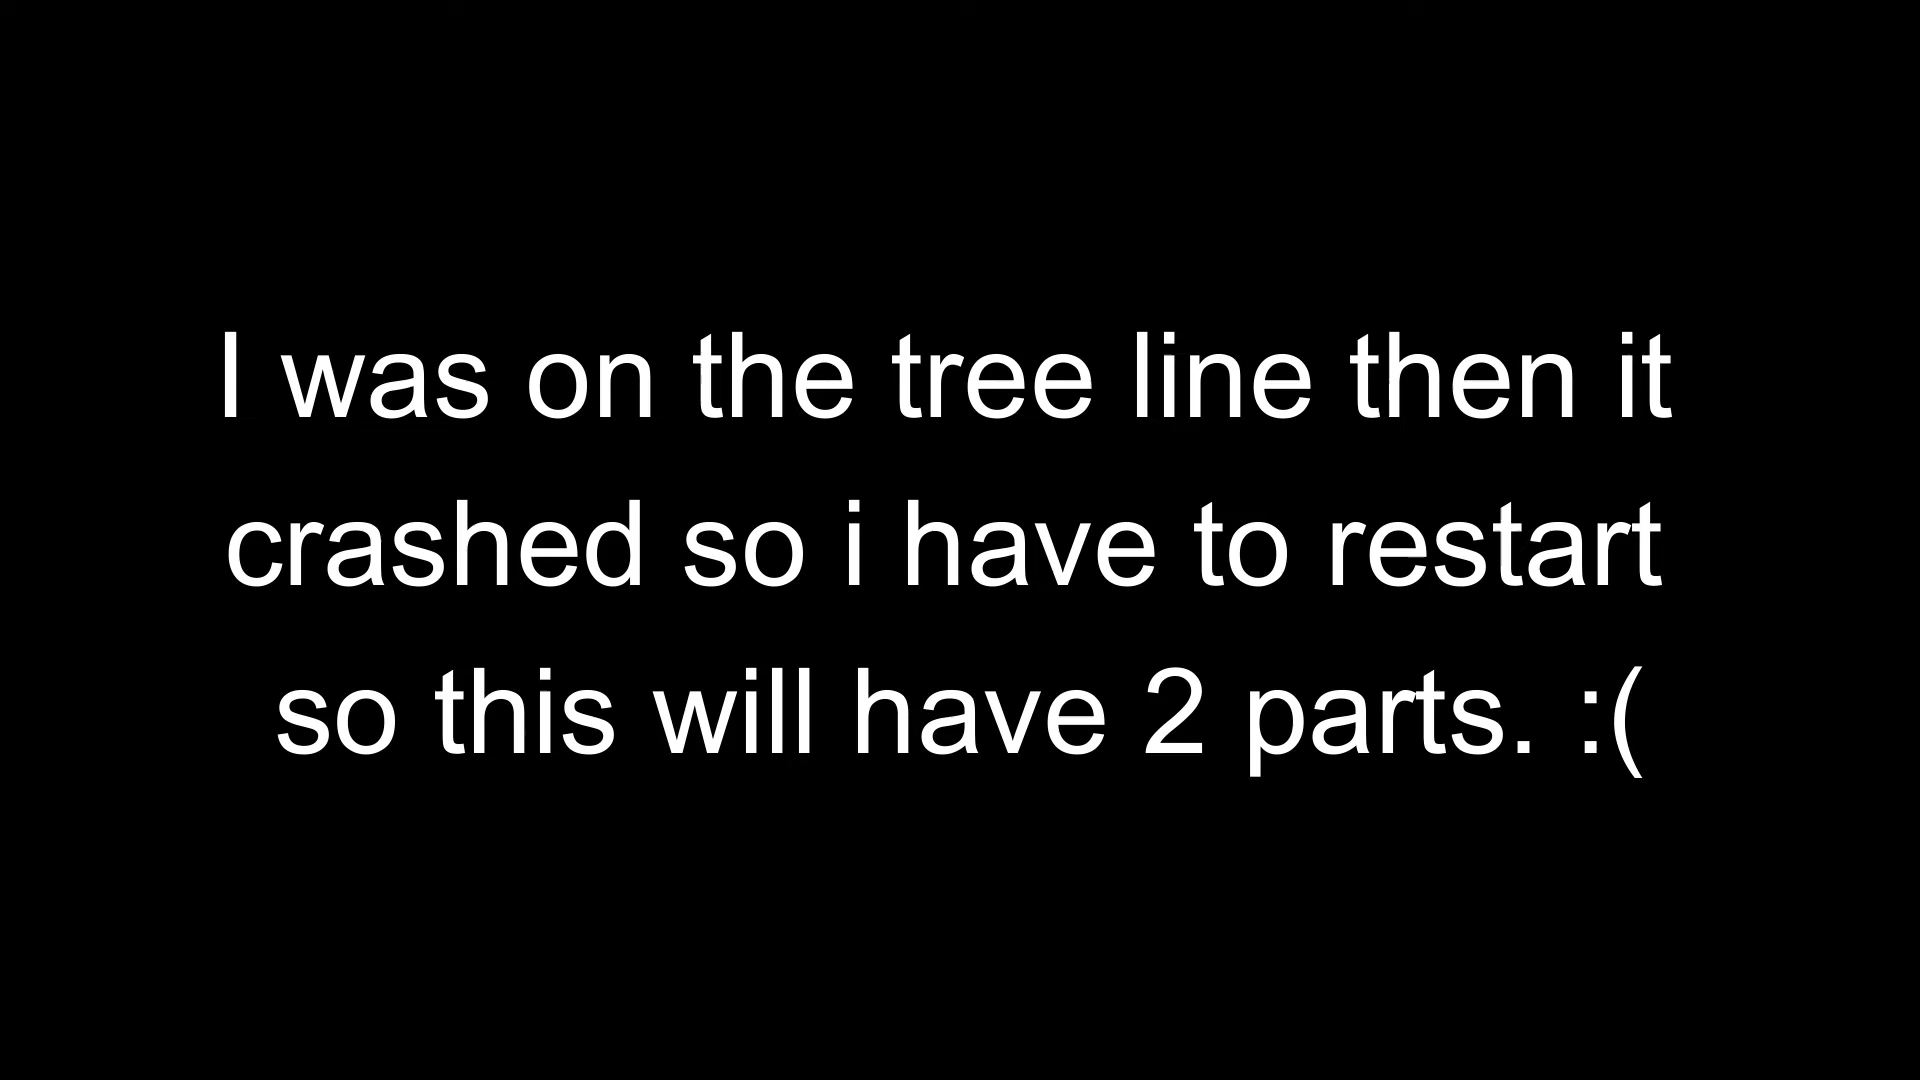 I was on the tree line then it
crashed so i have to restart
so this will have 2 parts. :(